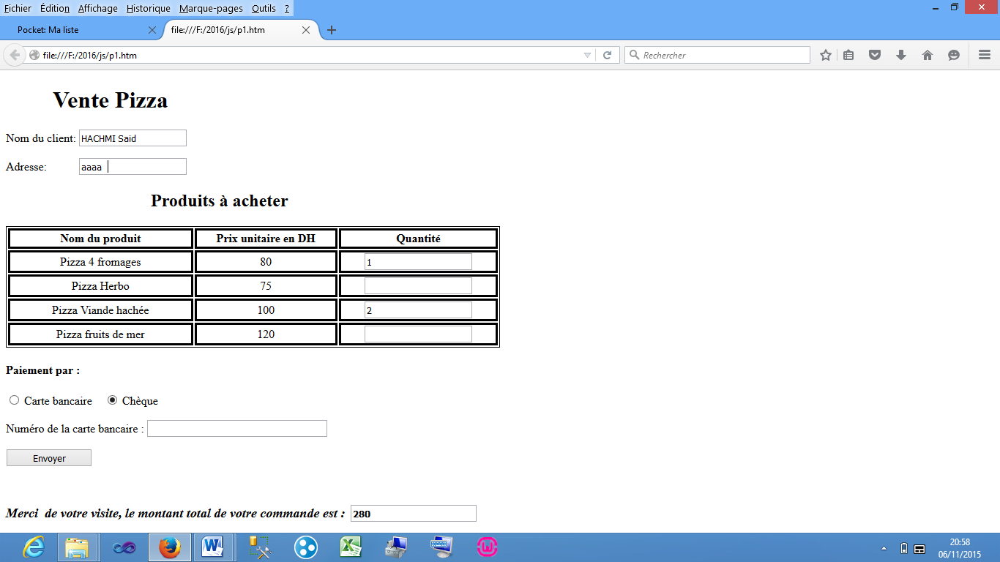 Fichier Édition Affichage Historique Marque-pages Outils ?
Pocket: Ma liste file:///F:/2016/js/p1.htm
file:///F:/2016/js/p1.htm Rechercher
Vente Pizza
Nom du client: HACHMI Said
Adresse: aaaa
Produits à acheter
Nom du produit Prix unitaire en DH Quantité
Pizza 4 fromages 80 1
Pizza Herbo 75
Pizza Viande hachée 100 2
Pizza fruits de mer 120
Paiement par :
Carte bancaire Chèque
Numéro de la carte bancaire :
Envoyer
Merci de votre visite, le montant total de votre commande est : 280
20:58
06/11/2015